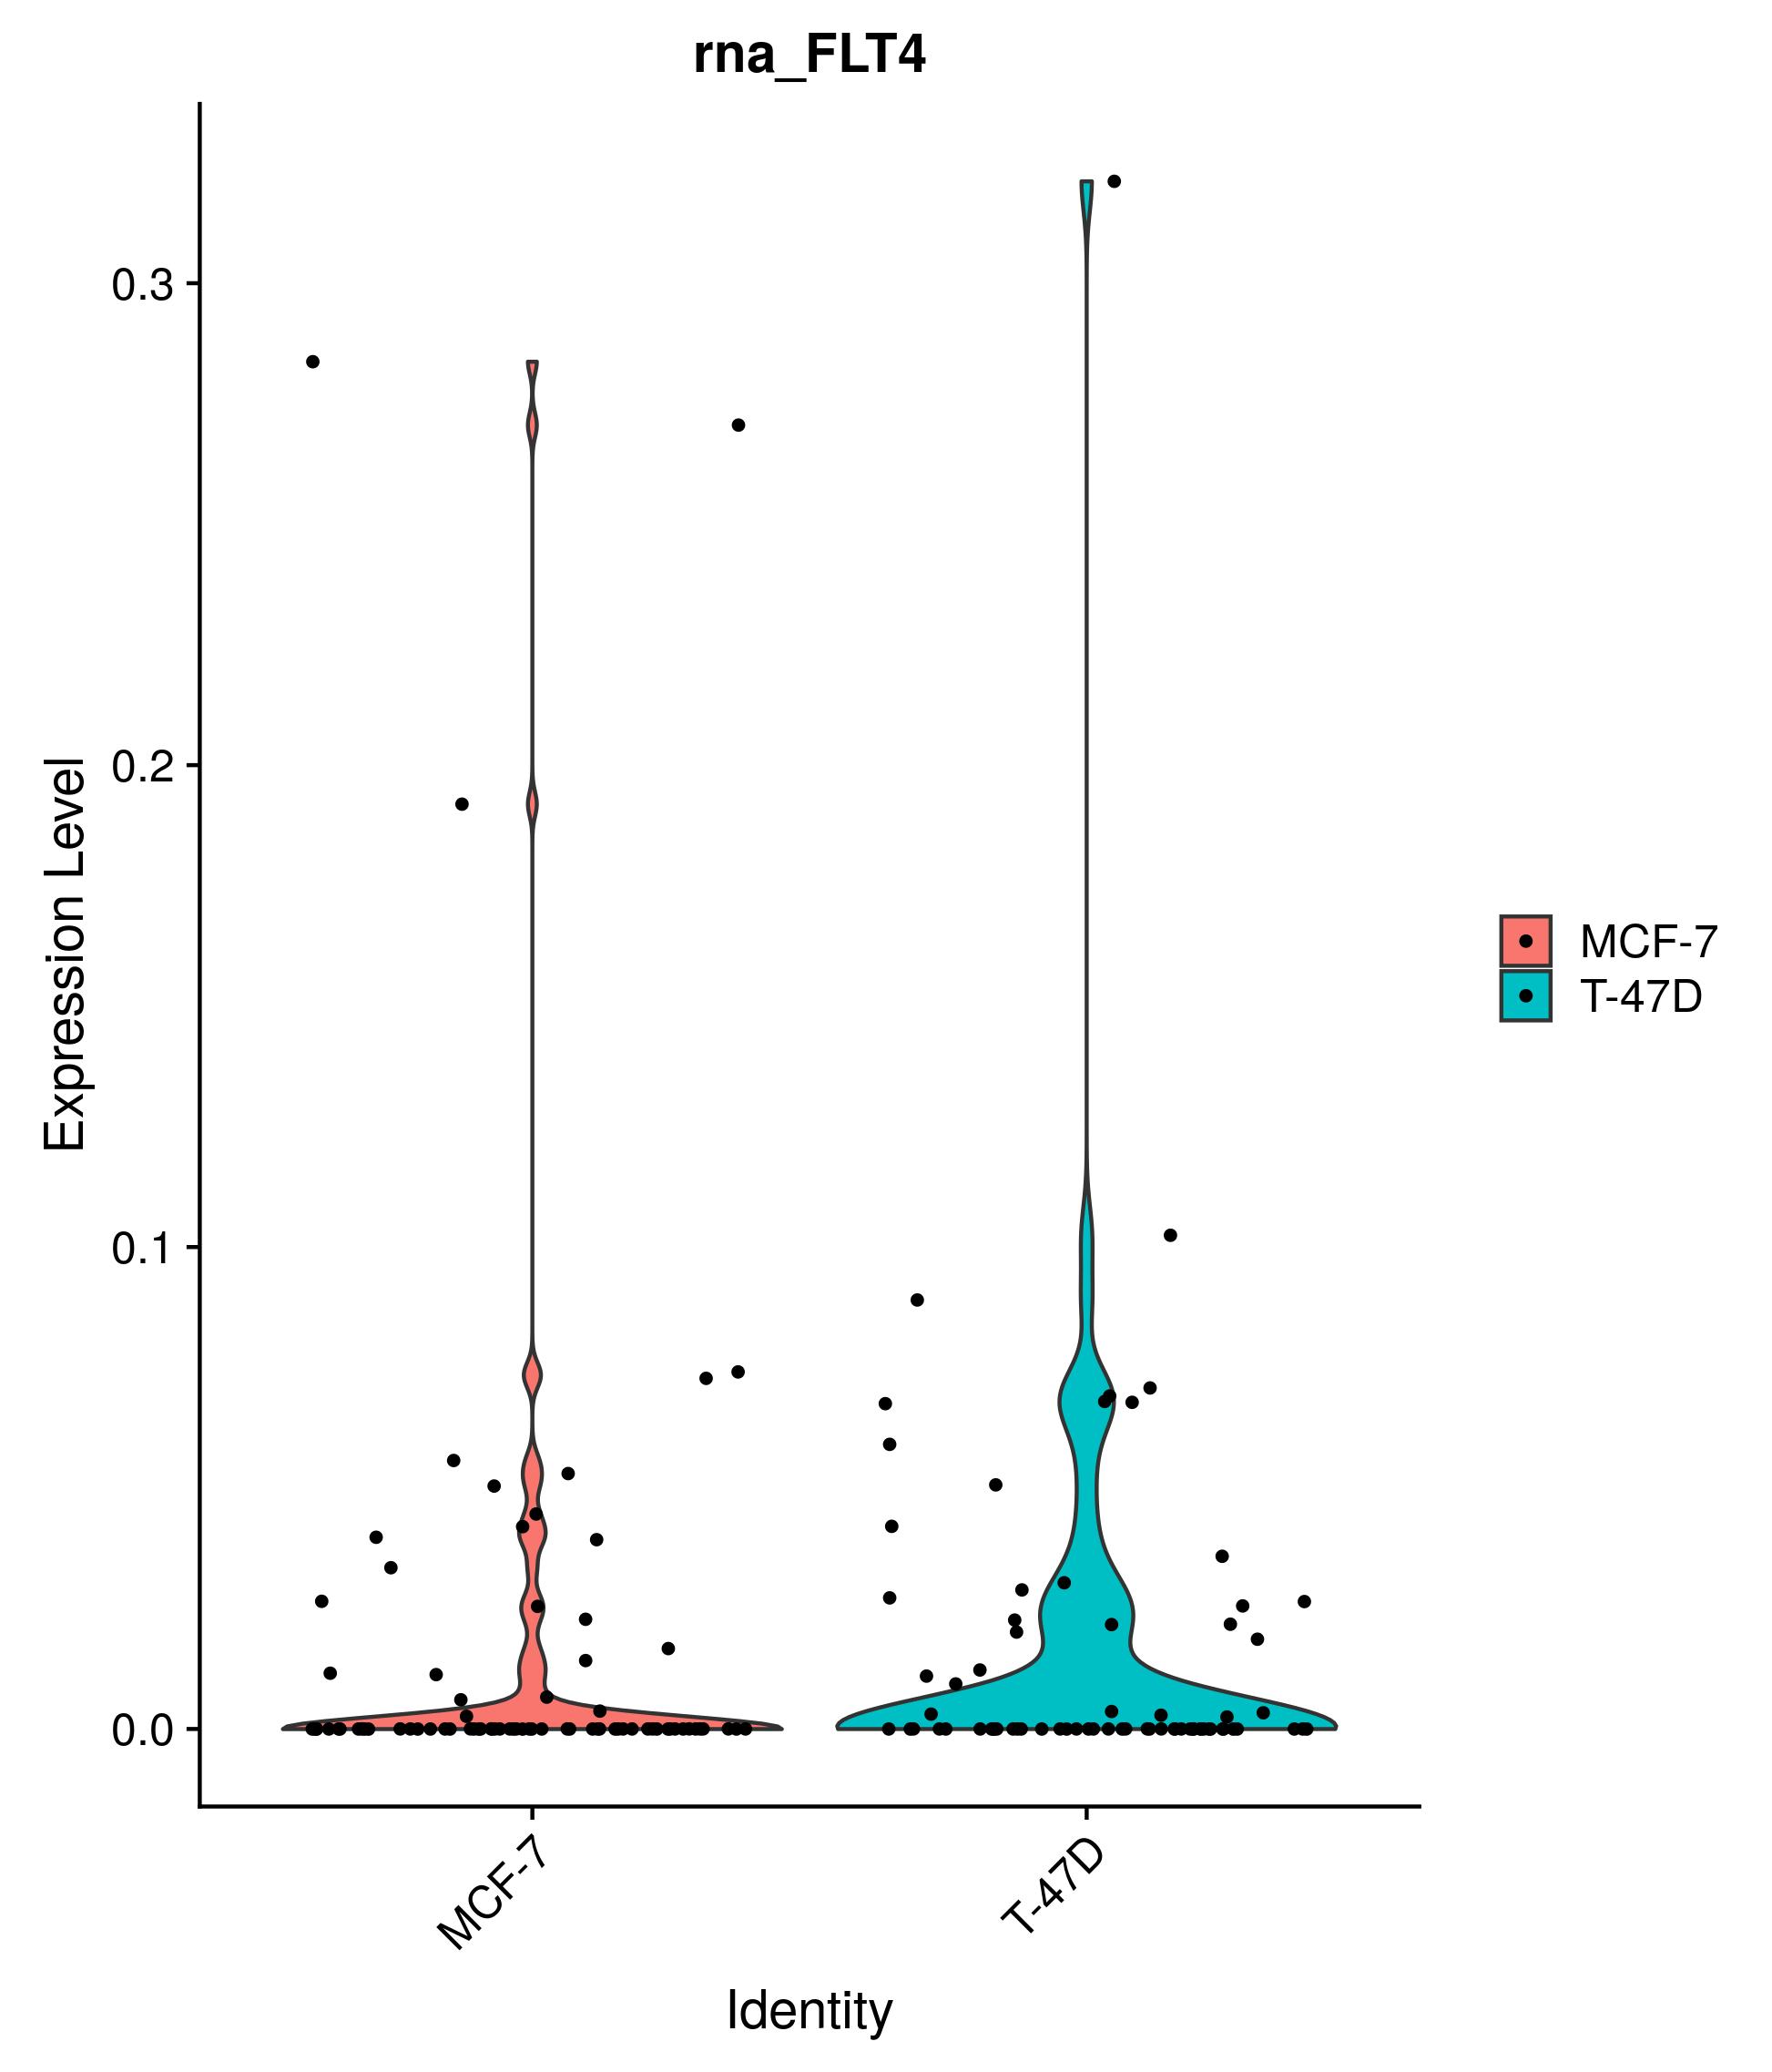 rna_FLT4
Expression Level
0.3
0.2
0.1
0.0
MCF-7
T-47D
Identity
MCF-7
T-47D